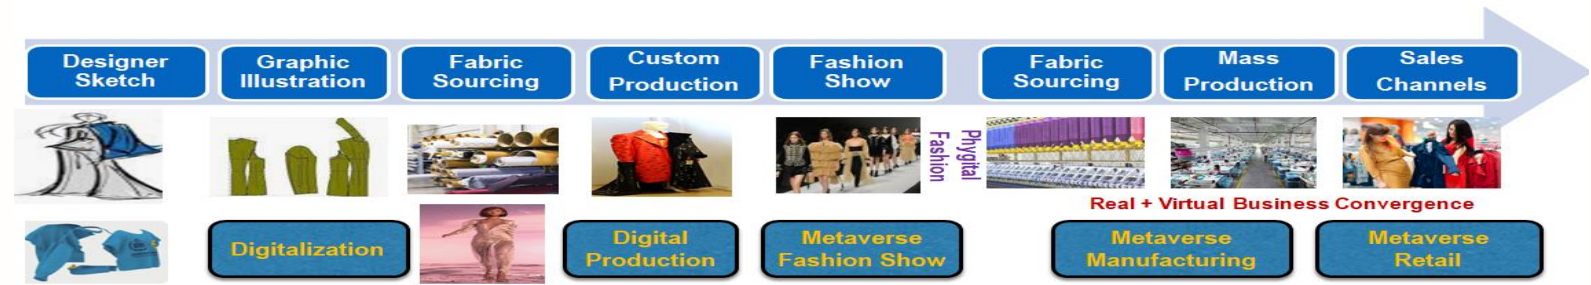 Designer
Sketch
Graphic
Illustration
Fabric
Sourcing
Custom
Production
Fashion
Show
Fabric
Sourcing
Mass
Production
Sales
Channels
Phygital
Fashion
Real + Virtual Business Convergence
Digitalization
Digital
Production
Metaverse
Fashion Show
Metaverse
Manufacturing
Metaverse
Retail